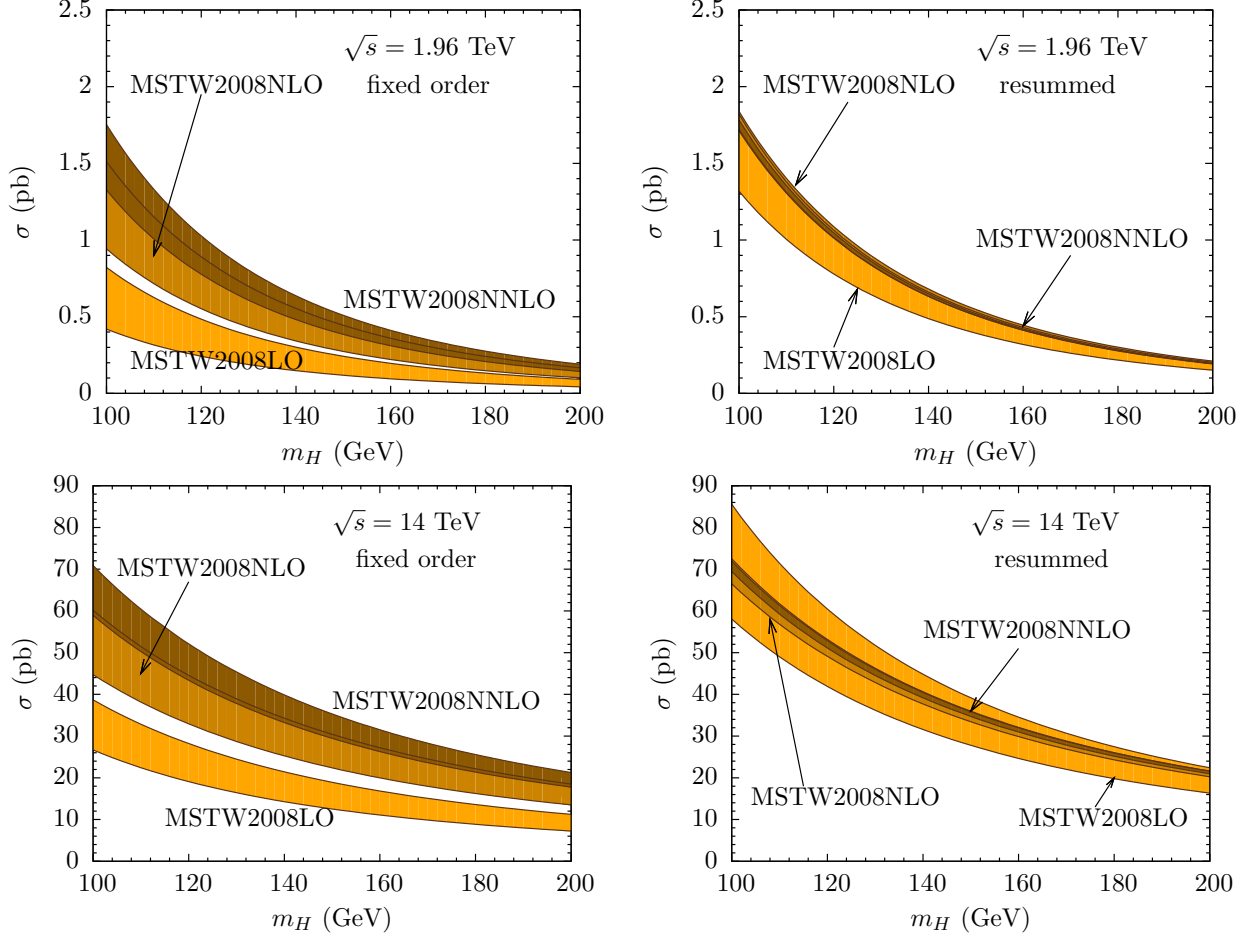 2.5
2
1.5
1
0.5
0
σ (pb)
√s = 1.96 TeV
fixed order
MSTW2008NLO
MSTW2008NNLO
MSTW2008LO
100 120 140 160 180 200
m_H (GeV)
2.5
2
1.5
1
0.5
0
σ (pb)
√s = 1.96 TeV
MSTW2008NLO
resummed
MSTW2008NNLO
MSTW2008LO
100 120 140 160 180 200
m_H (GeV)
90
80
70
60
50
40
30
20
10
0
σ (pb)
√s = 14 TeV
fixed order
MSTW2008NLO
MSTW2008NNLO
MSTW2008LO
100 120 140 160 180 200
m_H (GeV)
90
80
70
60
50
40
30
20
10
0
σ (pb)
√s = 14 TeV
resummed
MSTW2008NNLO
MSTW2008NLO
MSTW2008LO
100 120 140 160 180 200
m_H (GeV)